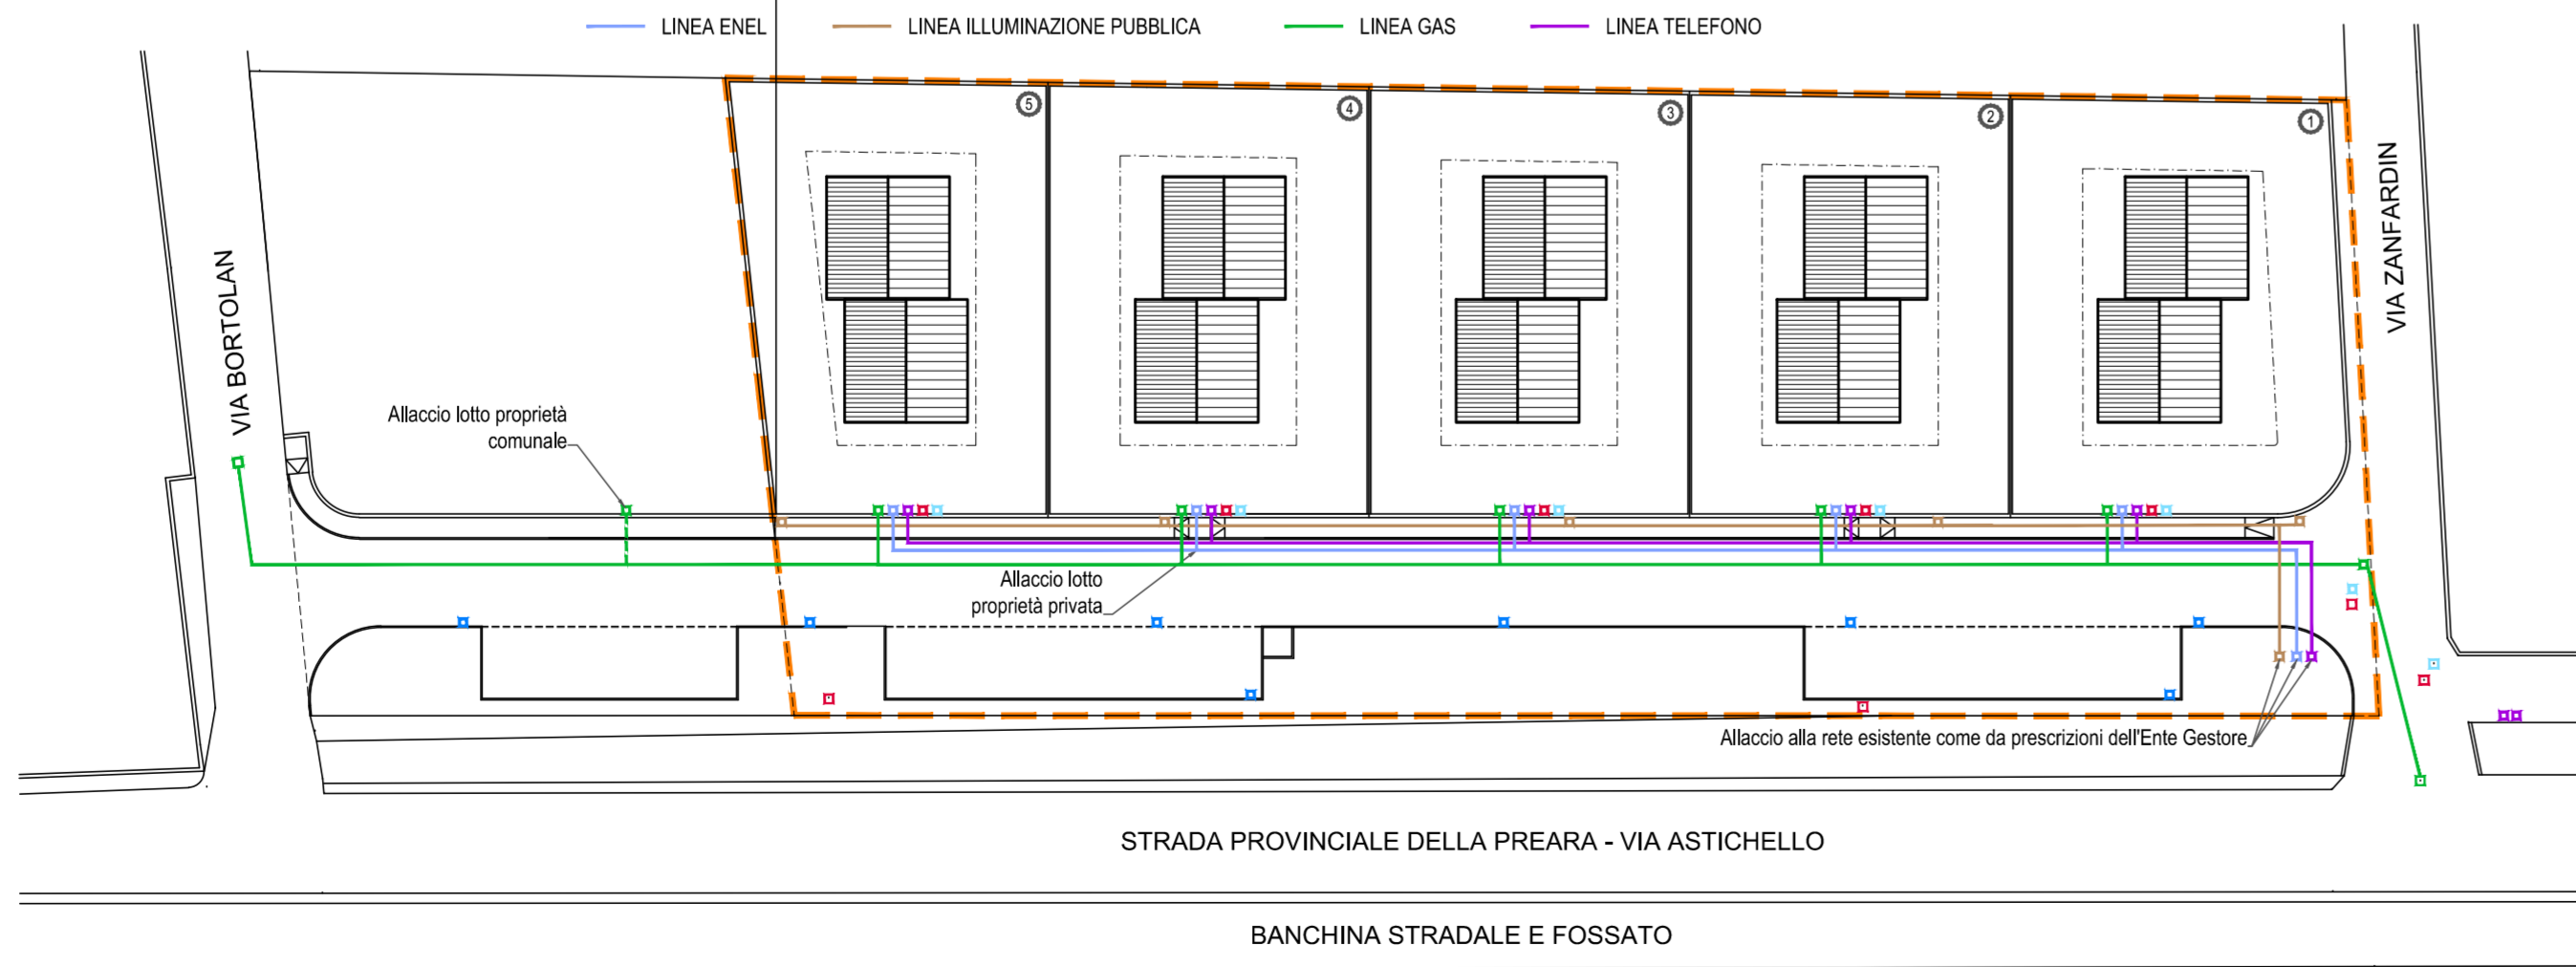 LINEA ENEL
LINEA ILLUMINAZIONE PUBBLICA
LINEA GAS
LINEA TELEFONO
5
4
3
2
1
VIA ZANFARDIN
VIA BORTOLAN
Allaccio lotto proprietà
comunale
Allaccio lotto
proprietà privata
Allaccio alla rete esistente come da prescrizioni dell'Ente Gestore
STRADA PROVINCIALE DELLA PREARA - VIA ASTICHELLO
BANCHINA STRADALE E FOSSATO